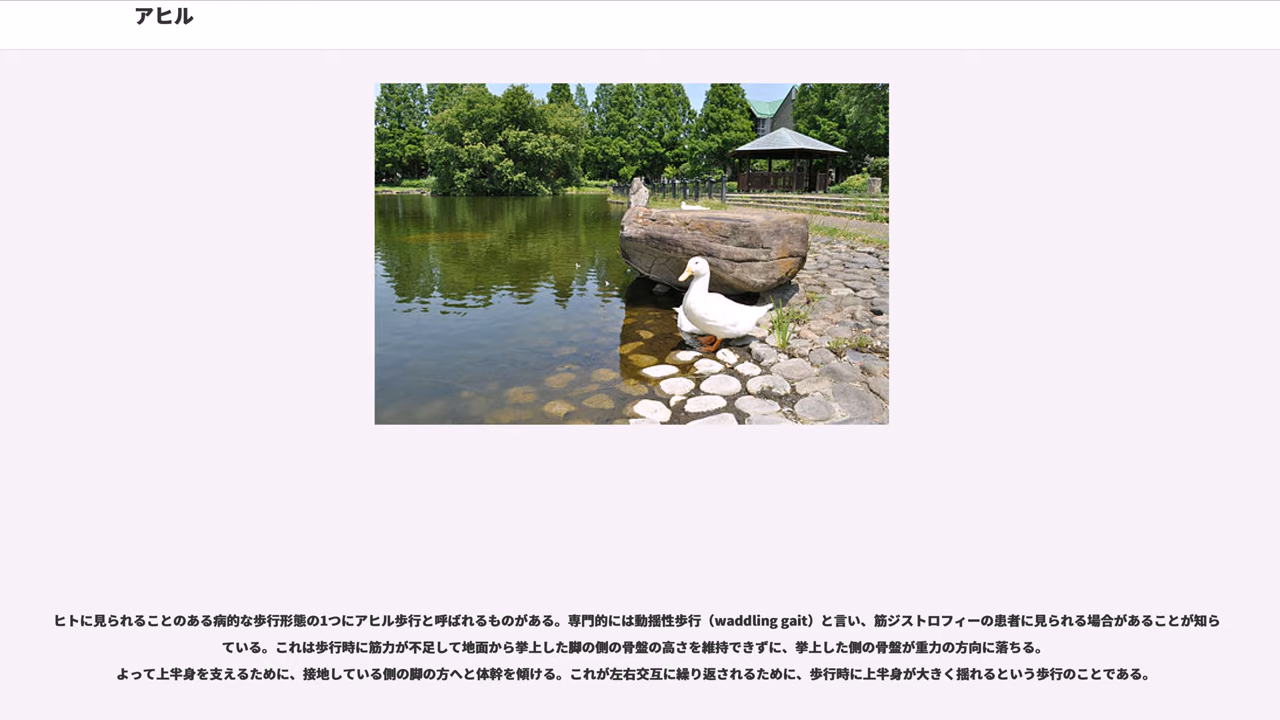 アヒル
ヒトに見られることのある病的な歩行形態の1つにアヒル歩行と呼ばれるものがある。専門的には動揺性歩行（waddling gait）と言い、筋ジストロフィーの患者に見られる場合があることが知ら
ている。これは歩行時に筋力が不足して地面から挙上した脚の側の骨盤の高さを維持できずに、挙上した側の骨盤が重力の方向に落ちる。
よって上半身を支えるために、接地している側の脚の方へと体幹を傾ける。これが左右交互に繰り返されるために、歩行時に上半身が大きく揺れるという歩行のことである。